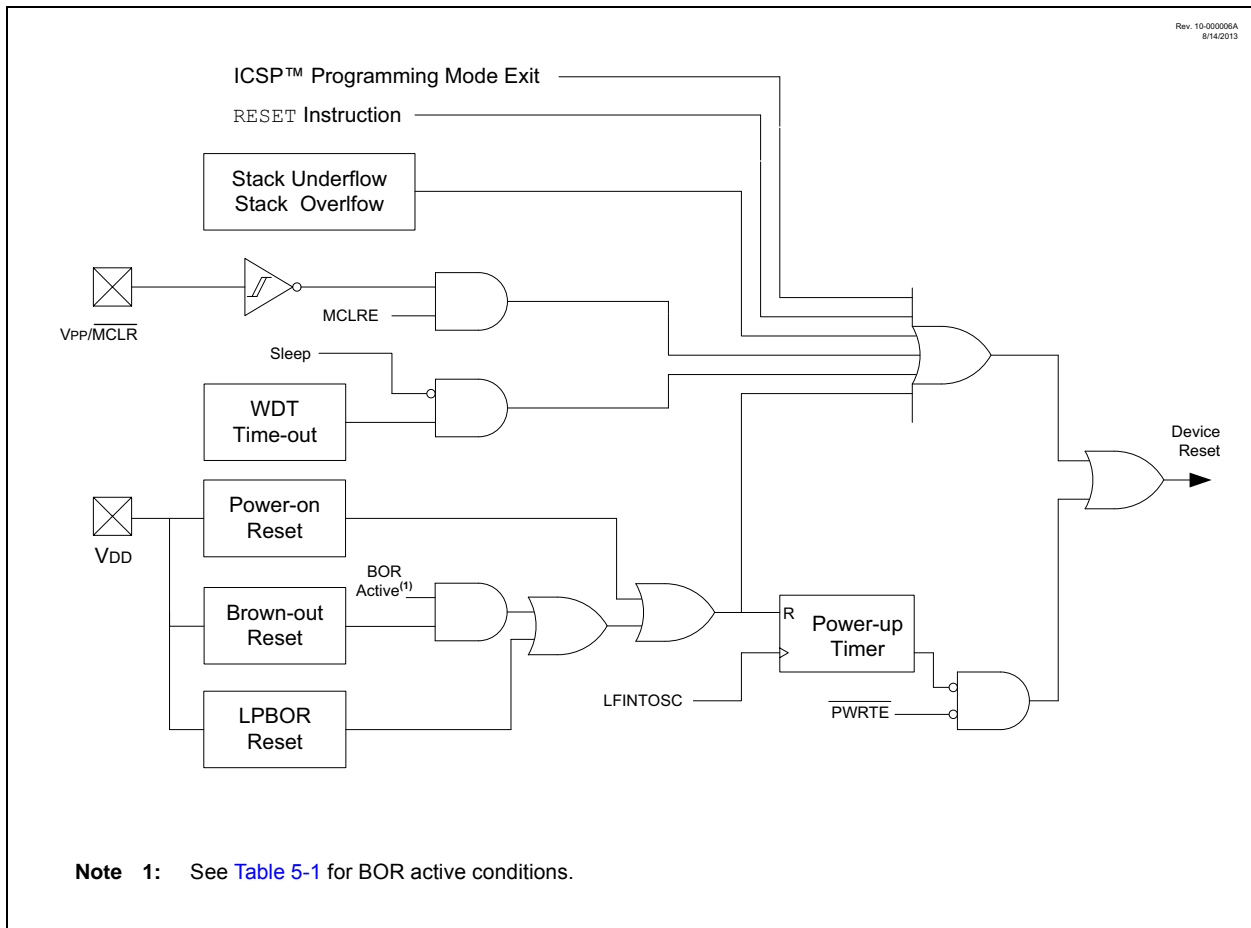 Rev. 10-000006A
8/14/2013
ICSP™ Programming Mode Exit
RESET Instruction
Stack Underflow
Stack Overlfow
VPP/MCLR
MCLRE
Sleep
WDT
Time-out
Device
Reset
VDD
Power-on
Reset
BOR
Active(1)
Brown-out
Reset
R
Power-up
Timer
LPBOR
Reset
LFINTOSC
PWRTE
Note 1: See Table 5-1 for BOR active conditions.